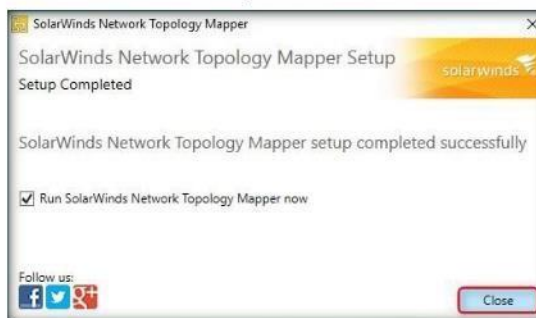 SolarWinds Network Topology Mapper
SolarWinds Network Topology Mapper Setup
solarwinds
Setup Completed
SolarWinds Network Topology Mapper setup completed successfully
Run SolarWinds Network Topology Mapper now
Follow us:
Close